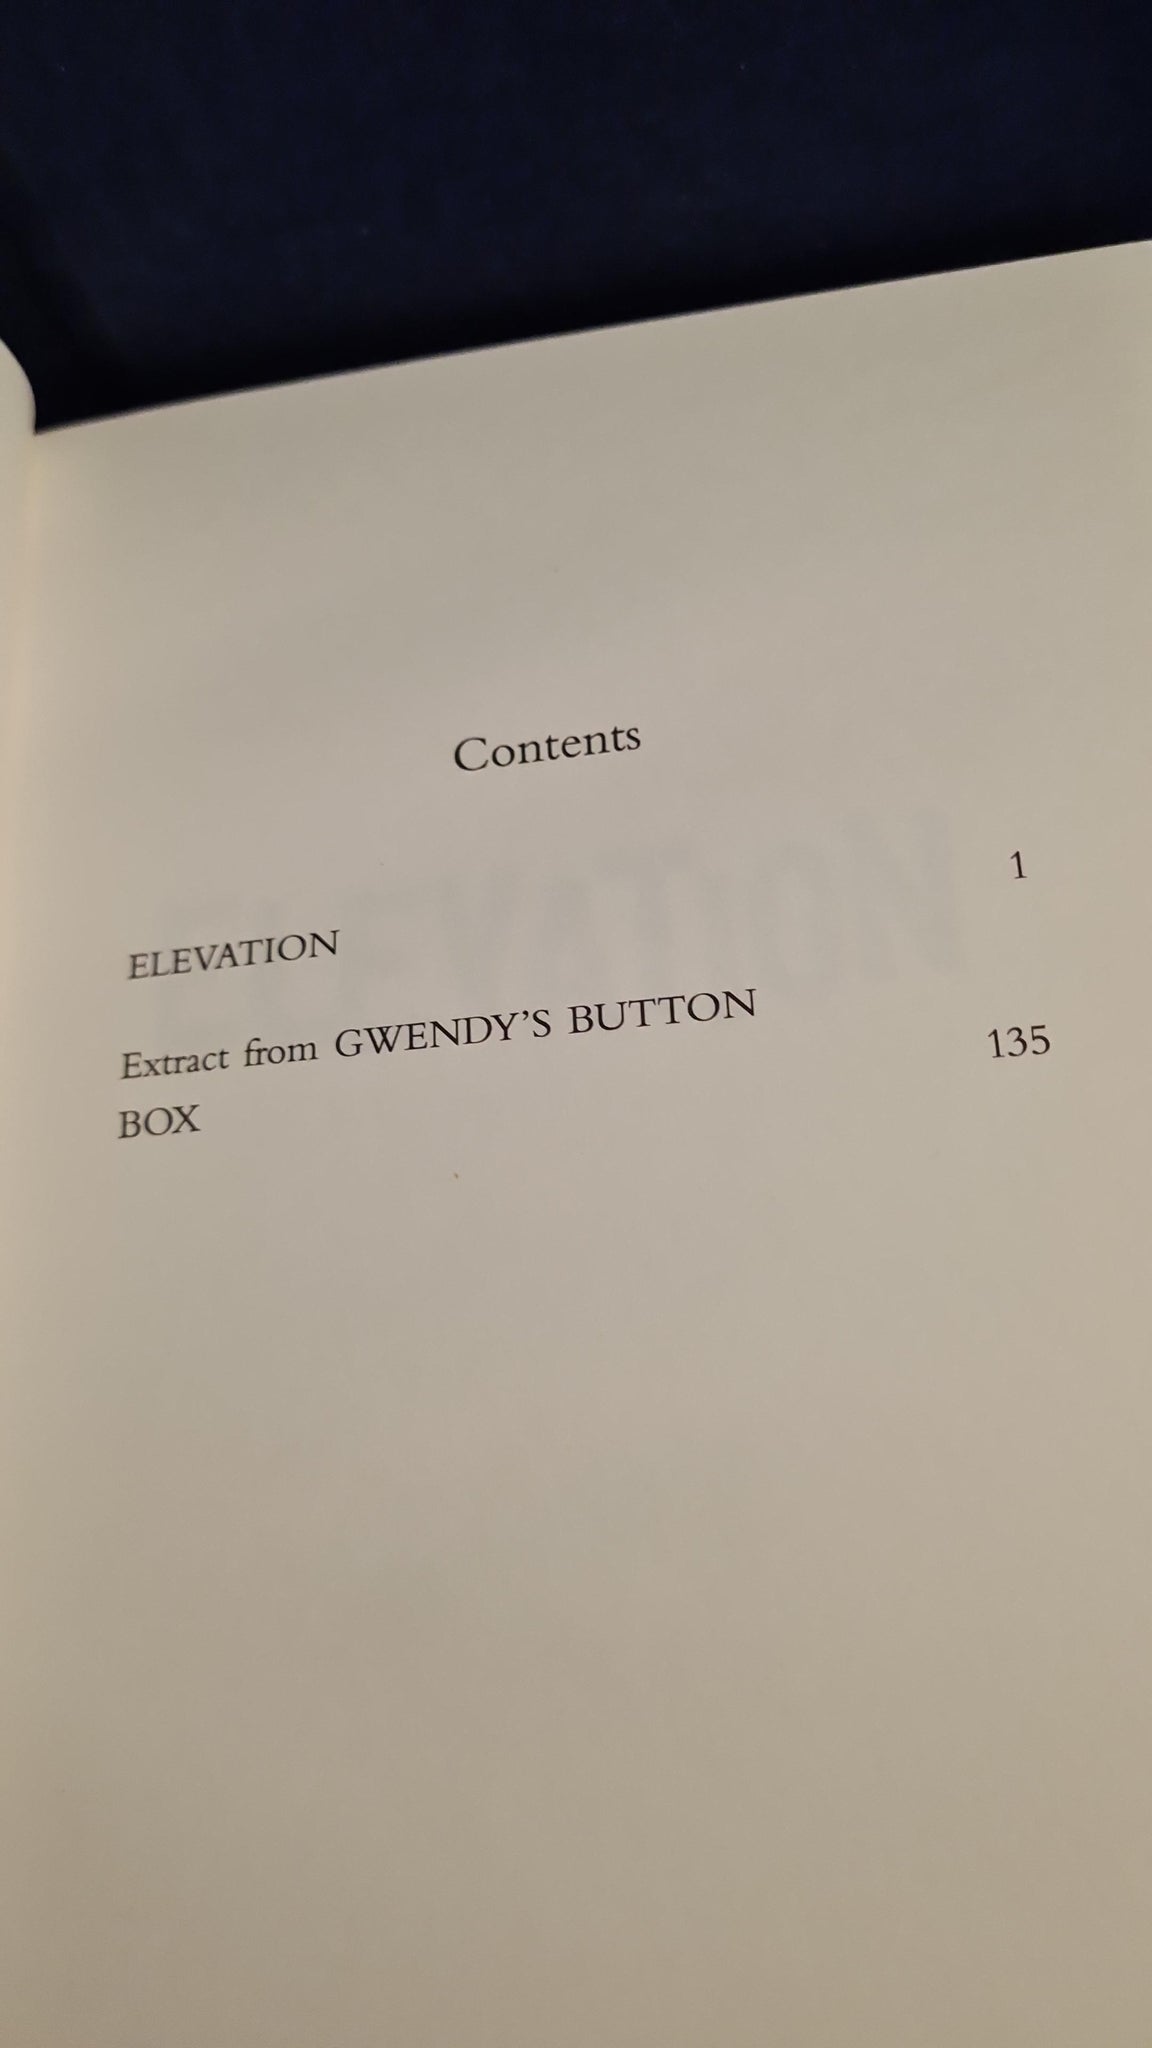 Contents
ELEVATION 1
Extract from GWENDY'S BUTTON
BOX 135